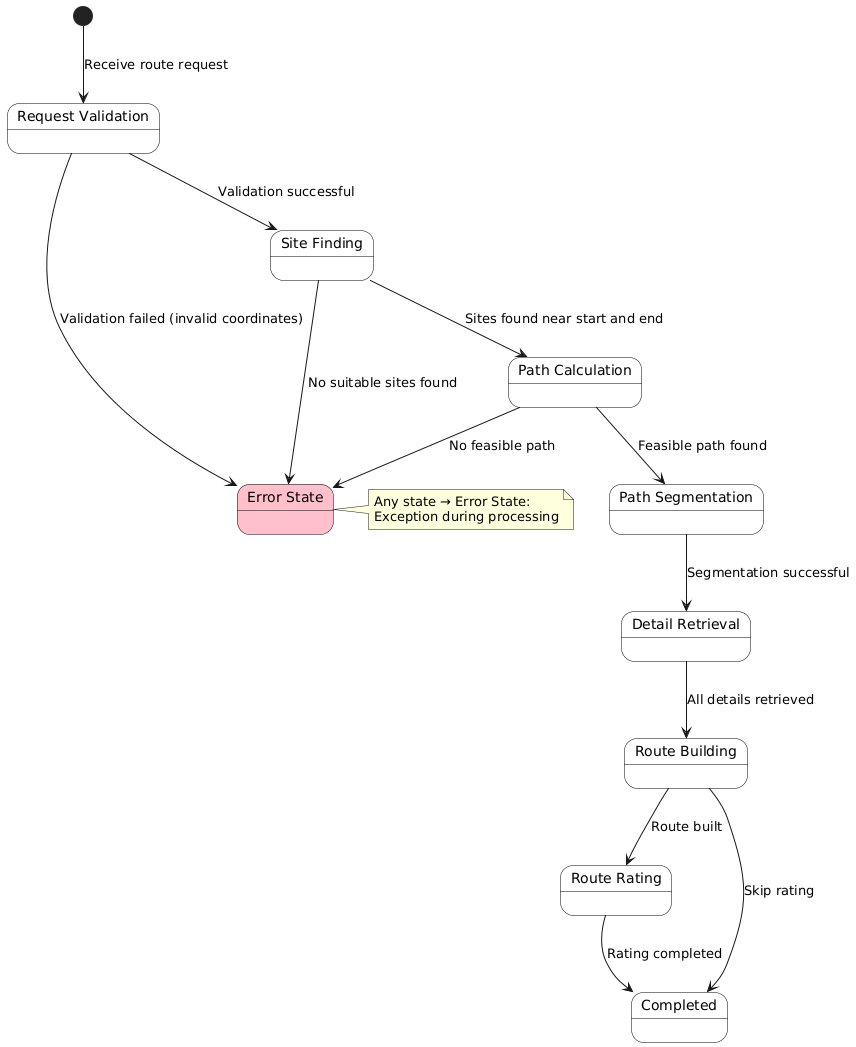 Receive route request
Request Validation
Validation successful
Site Finding
Validation failed (invalid coordinates)
Sites found near start and end
No suitable sites found
Path Calculation
No feasible path
Feasible path found
Error State
Any state → Error State:
Exception during processing
Path Segmentation
Segmentation successful
Detail Retrieval
All details retrieved
Route Building
Route built
Route Rating
Skip rating
Rating completed
Completed